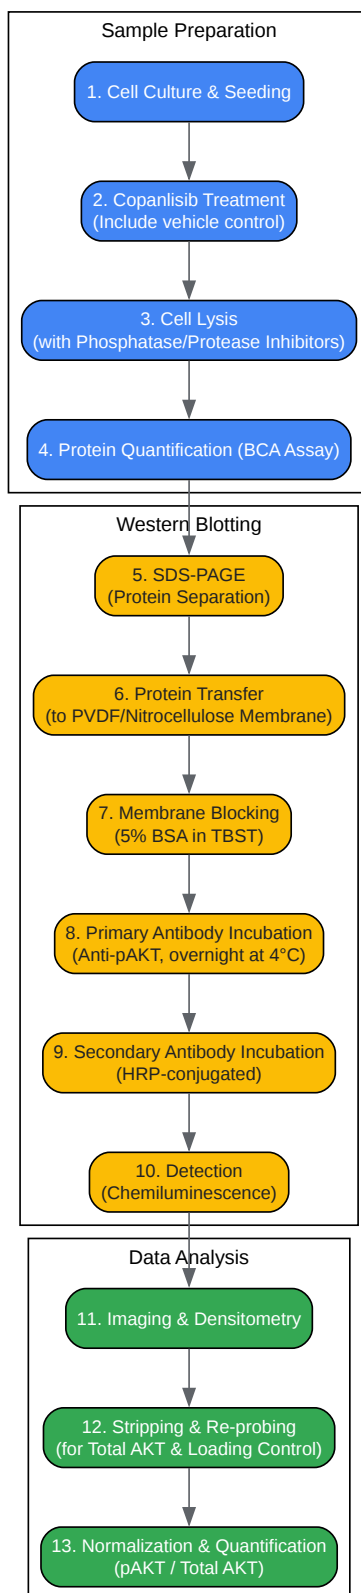 Sample Preparation
1. Cell Culture & Seeding
2. Copanlisib Treatment
(Include vehicle control)
3. Cell Lysis
(with Phosphatase/Protease Inhibitors)
4. Protein Quantification (BCA Assay)
Western Blotting
5. SDS-PAGE
(Protein Separation)
6. Protein Transfer
(to PVDF/Nitrocellulose Membrane)
7. Membrane Blocking
(5% BSA in TBST)
8. Primary Antibody Incubation
(Anti-pAKT, overnight at 4°C)
9. Secondary Antibody Incubation
(HRP-conjugated)
10. Detection
(Chemiluminescence)
Data Analysis
11. Imaging & Densitometry
12. Stripping & Re-probing
(for Total AKT & Loading Control)
13. Normalization & Quantification
(pAKT / Total AKT)